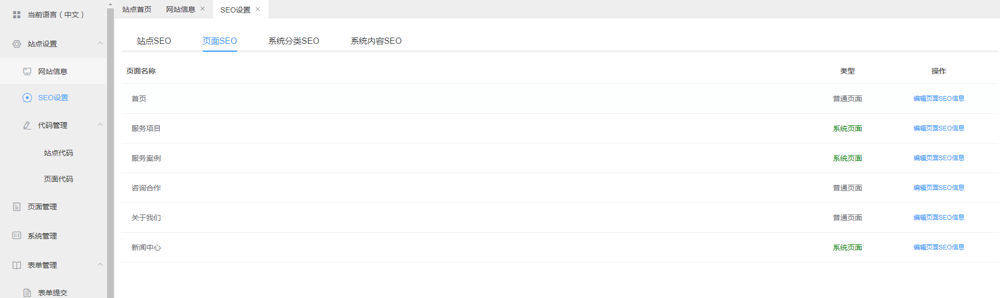 当前语言（中文）
站点设置
网站信息
SEO设置
代码管理
站点代码
页面代码
页面管理
系统管理
表单管理
表单提交
站点首页 网站信息 SEO设置
站点SEO 页面SEO 系统分类SEO 系统内容SEO
页面名称 类型 操作
首页 普通页面 编辑页面SEO信息
服务项目 系统页面 编辑页面SEO信息
服务案例 系统页面 编辑页面SEO信息
咨询合作 普通页面 编辑页面SEO信息
关于我们 普通页面 编辑页面SEO信息
新闻中心 系统页面 编辑页面SEO信息